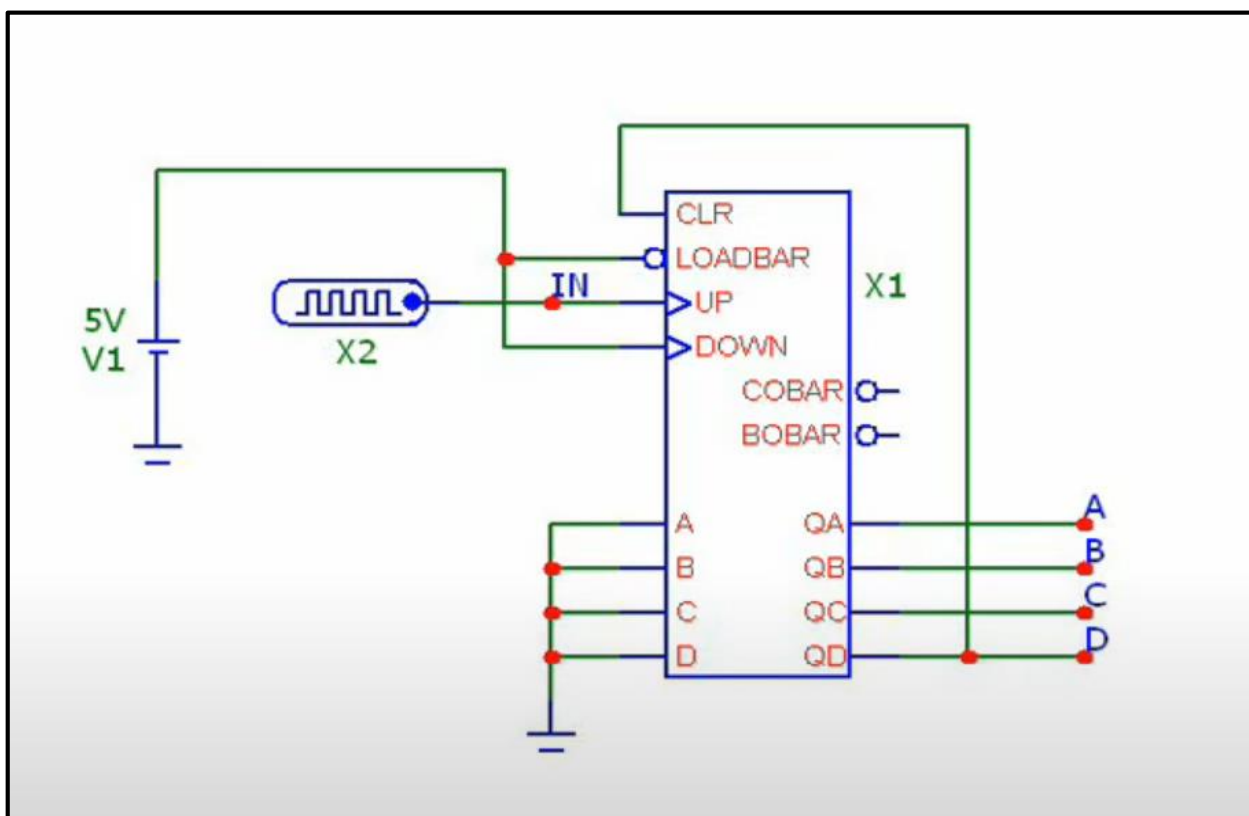 CLR
LOADBAR
X1
IN
UP
5V
V1
X2
DOWN
COBAR
BOBAR
A QA A
B QB B
C QC C
D QD D